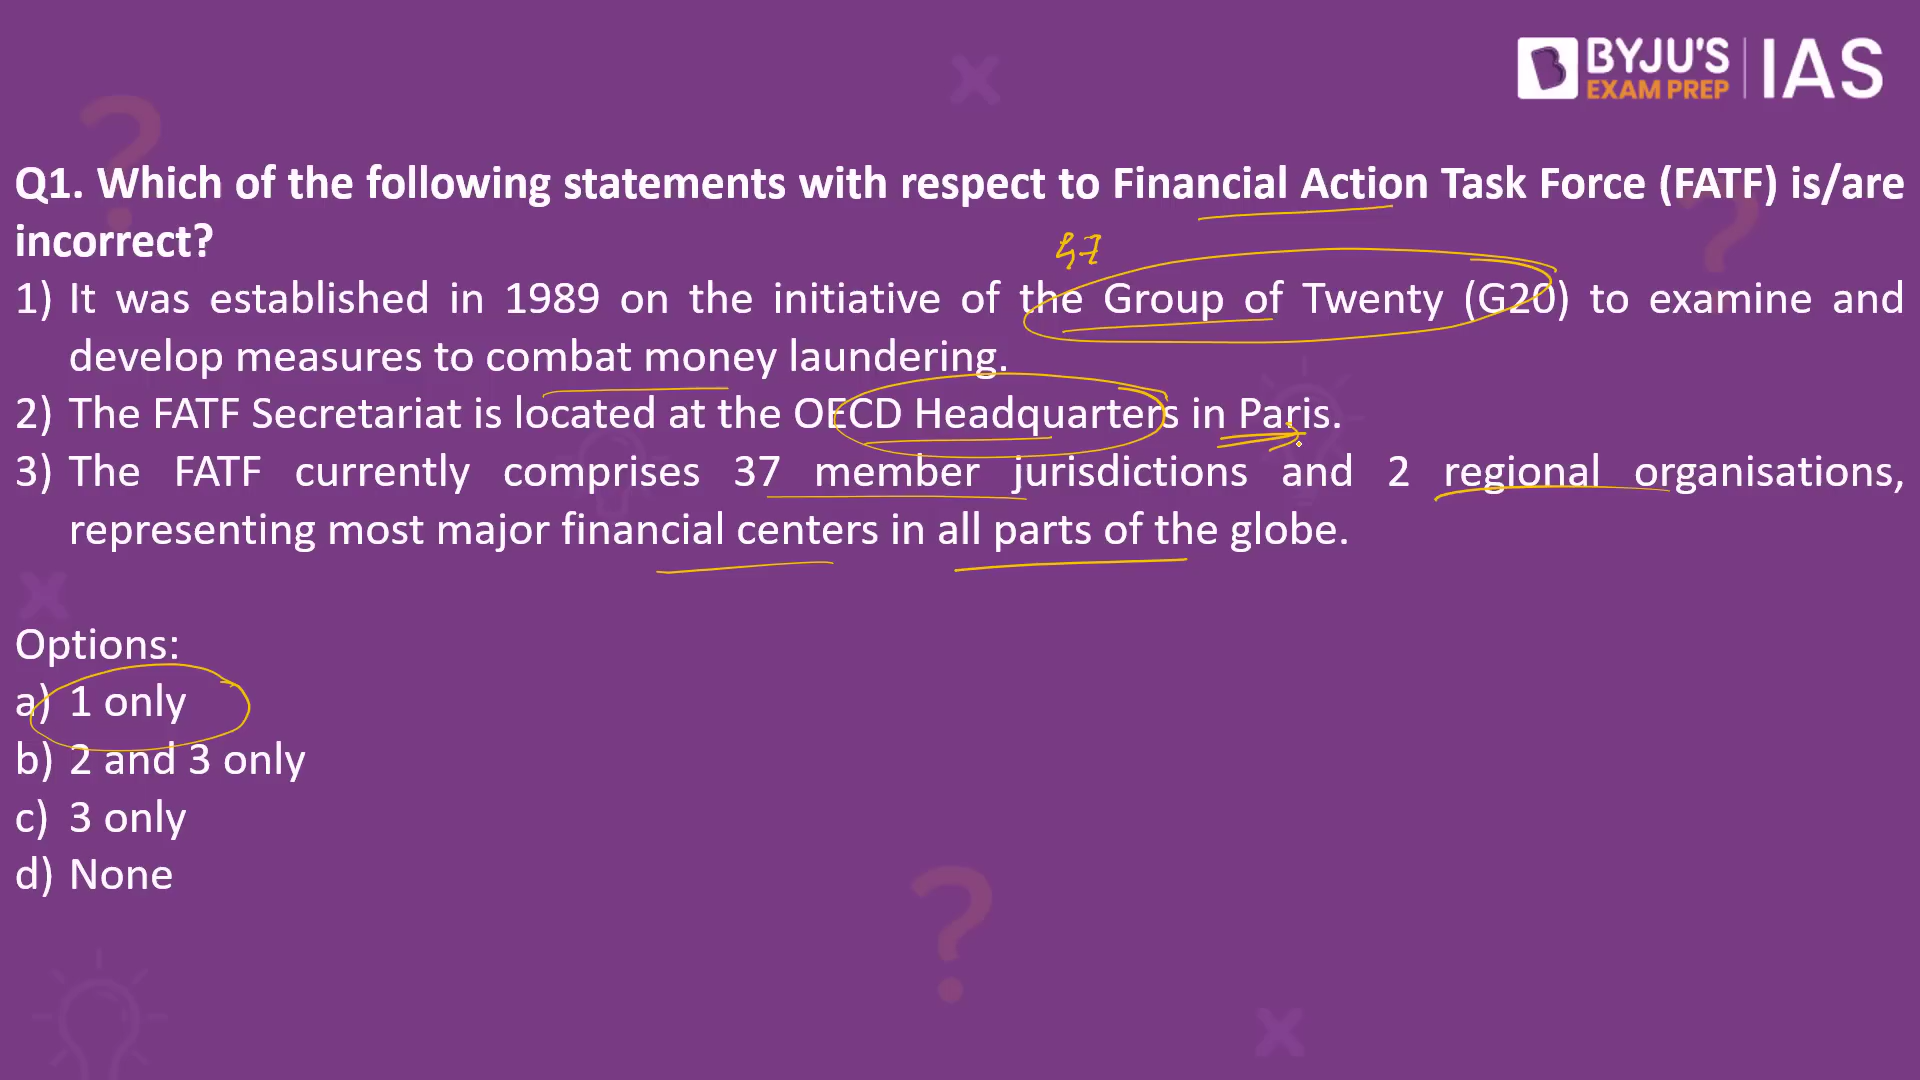 BYJU'S
EXAM PREP
IAS
Q1. Which of the following statements with respect to Financial Action Task Force (FATF) is/are
incorrect?
G7
1) It was established in 1989 on the initiative of the Group of Twenty (G20) to examine and
develop measures to combat money laundering.
2) The FATF Secretariat is located at the OECD Headquarters in Paris.
3) The FATF currently comprises 37 member jurisdictions and 2 regional organisations,
representing most major financial centers in all parts of the globe.
Options:
a) 1 only
b) 2 and 3 only
c) 3 only
d) None